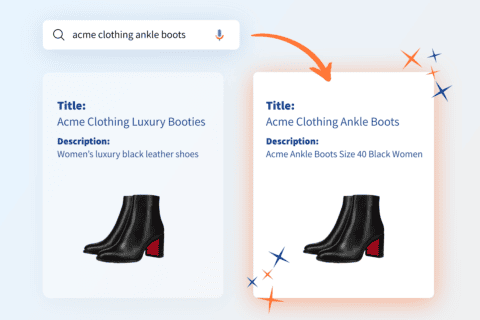 acme clothing ankle boots
Title:
Acme Clothing Luxury Booties
Description:
Women's luxury black leather shoes
Title:
Acme Clothing Ankle Boots
Description:
Acme Ankle Boots Size 40 Black Women